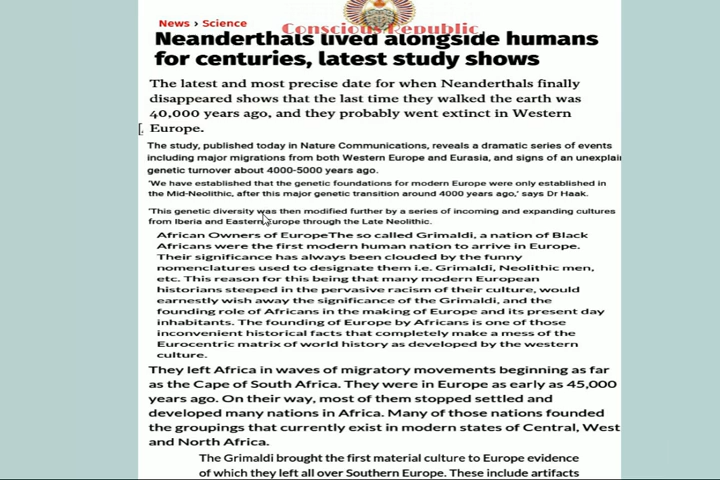 News › Science
Conscious Republic
Neanderthals lived alongside humans
for centuries, latest study shows
The latest and most precise date for when Neanderthals finally
disappeared shows that the last time they walked the earth was
40,000 years ago, and they probably went extinct in Western
[. Europe.
The study, published today in Nature Communications, reveals a dramatic series of events
including major migrations from both Western Europe and Eurasia, and signs of an unexplai
genetic turnover about 4000-5000 years ago.
'We have established that the genetic foundations for modern Europe were only established in
the Mid-Neolithic, after this major genetic transition around 4000 years ago,' says Dr Haak.
'This genetic diversity was then modified further by a series of incoming and expanding cultures
from Iberia and Eastern Europe through the Late Neolithic.
African Owners of EuropeThe so called Grimaldi, a nation of Black
Africans were the first modern human nation to arrive in Europe.
Their significance has always been clouded by the funny
nomenclatures used to designate them i.e. Grimaldi, Neolithic men,
etc. This reason for this being that many modern European
historians steeped in the pervasive racism of their culture, would
earnestly wish away the significance of the Grimaldi, and the
founding role of Africans in the making of Europe and its present day
inhabitants. The founding of Europe by Africans is one of those
inconvenient historical facts that completely make a mess of the
Eurocentric matrix of world history as developed by the western
culture.
They left Africa in waves of migratory movements beginning as far
as the Cape of South Africa. They were in Europe as early as 45,000
years ago. On their way, most of them stopped settled and
developed many nations in Africa. Many of those nations founded
the groupings that currently exist in modern states of Central, West
and North Africa.
The Grimaldi brought the first material culture to Europe evidence
of which they left all over Southern Europe. These include artifacts